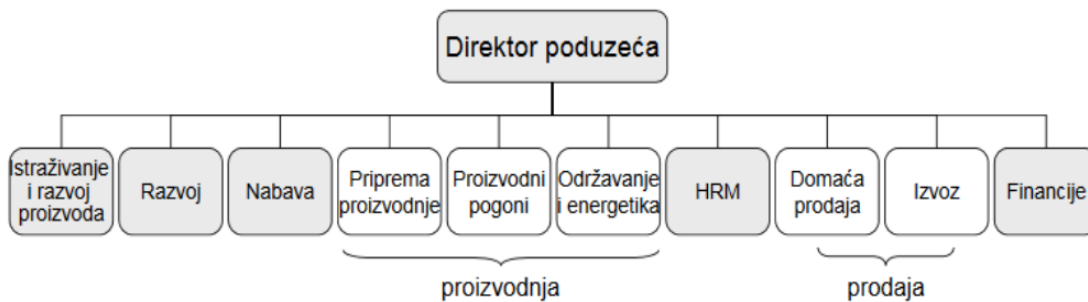 Direktor poduzeća
Istraživanje
i razvoj
proizvoda
Razvoj
Nabava
Priprema
proizvodnje
Proizvodni
pogoni
Održavanje
i energetika
HRM
Domaća
prodaja
Izvoz
Financije
proizvodnja
prodaja